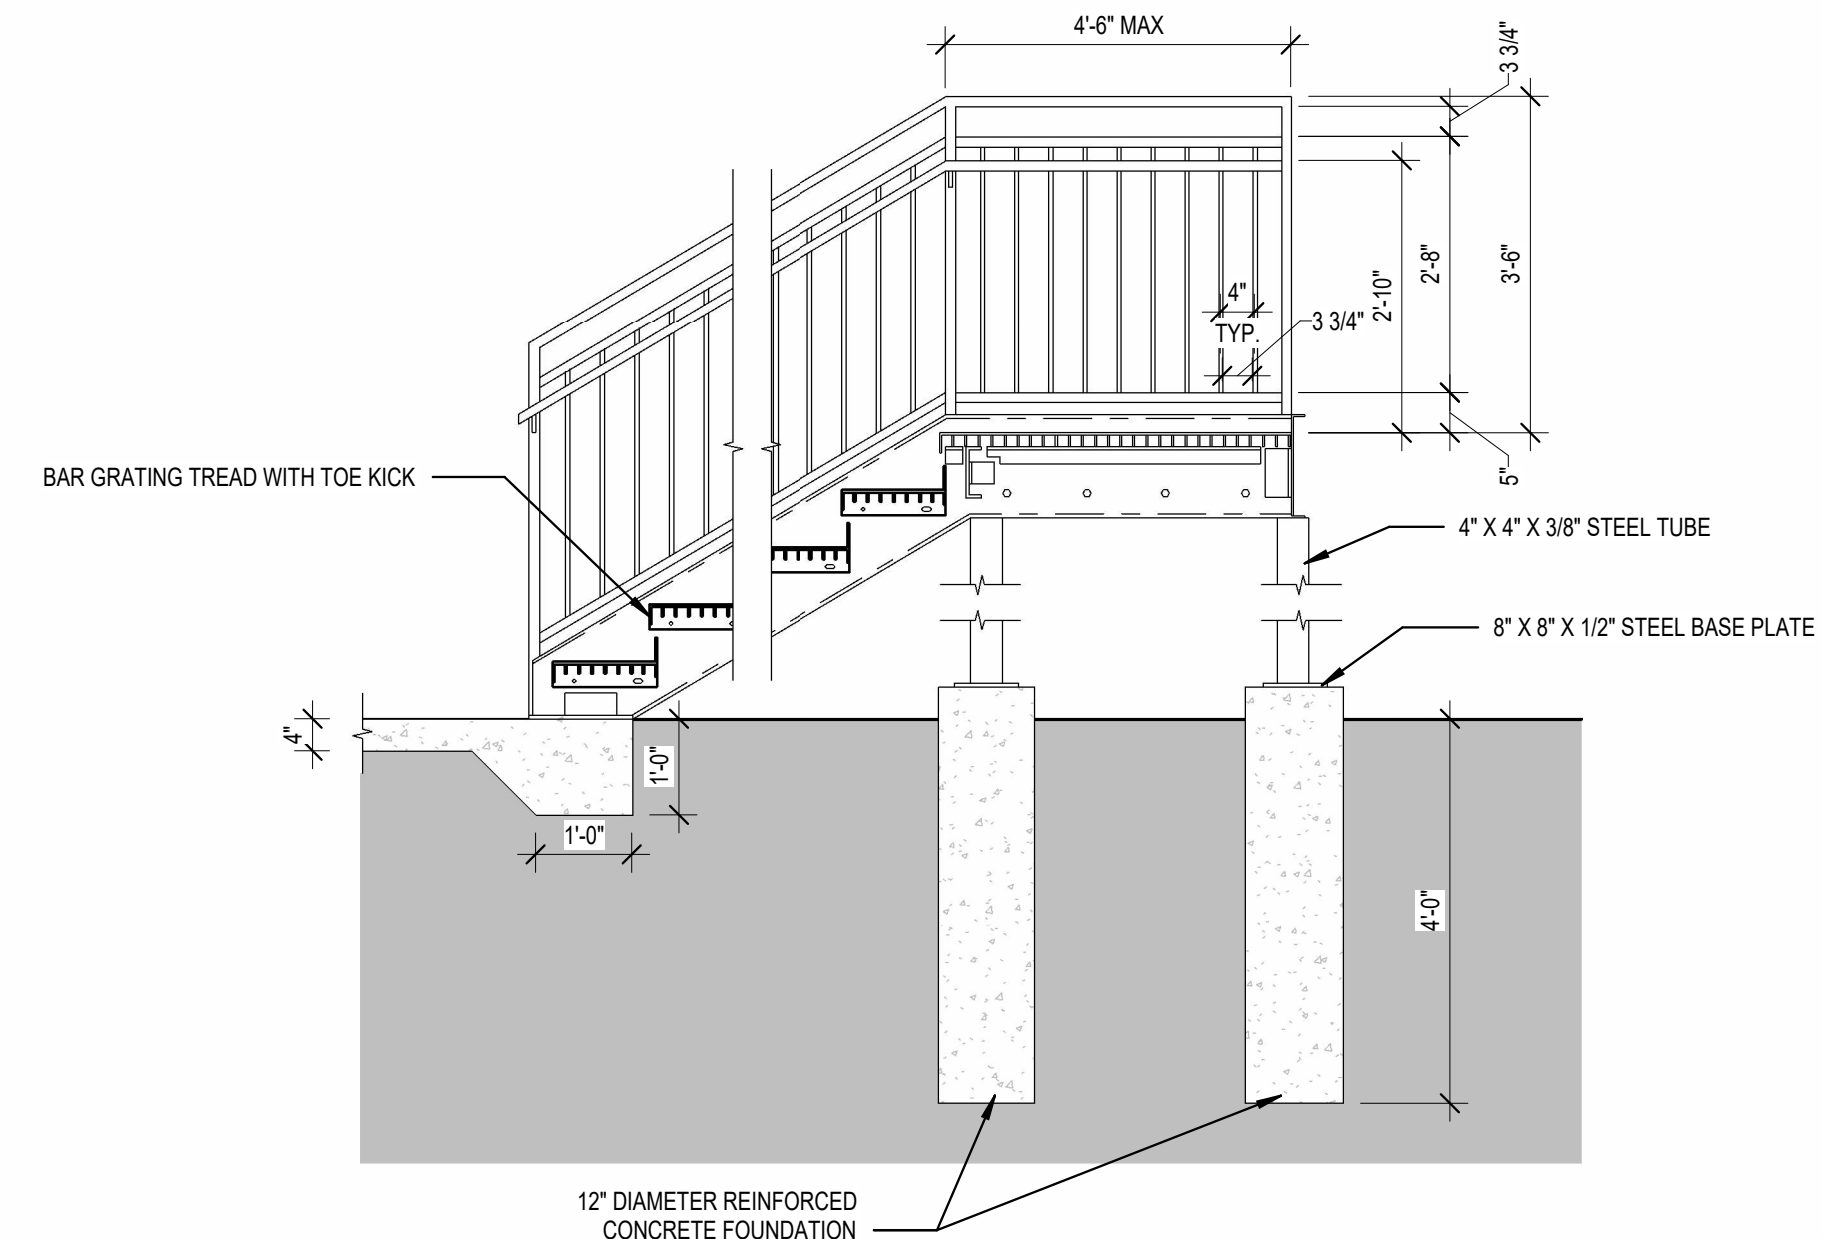 4'-6" MAX
3 3/4"
3'-6"
2'-8"
2'-10"
4"
TYP.
3 3/4"
5"
BAR GRATING TREAD WITH TOE KICK
4" X 4" X 3/8" STEEL TUBE
8" X 8" X 1/2" STEEL BASE PLATE
4"
1'-0"
1'-0"
4'-0"
12" DIAMETER REINFORCED
CONCRETE FOUNDATION